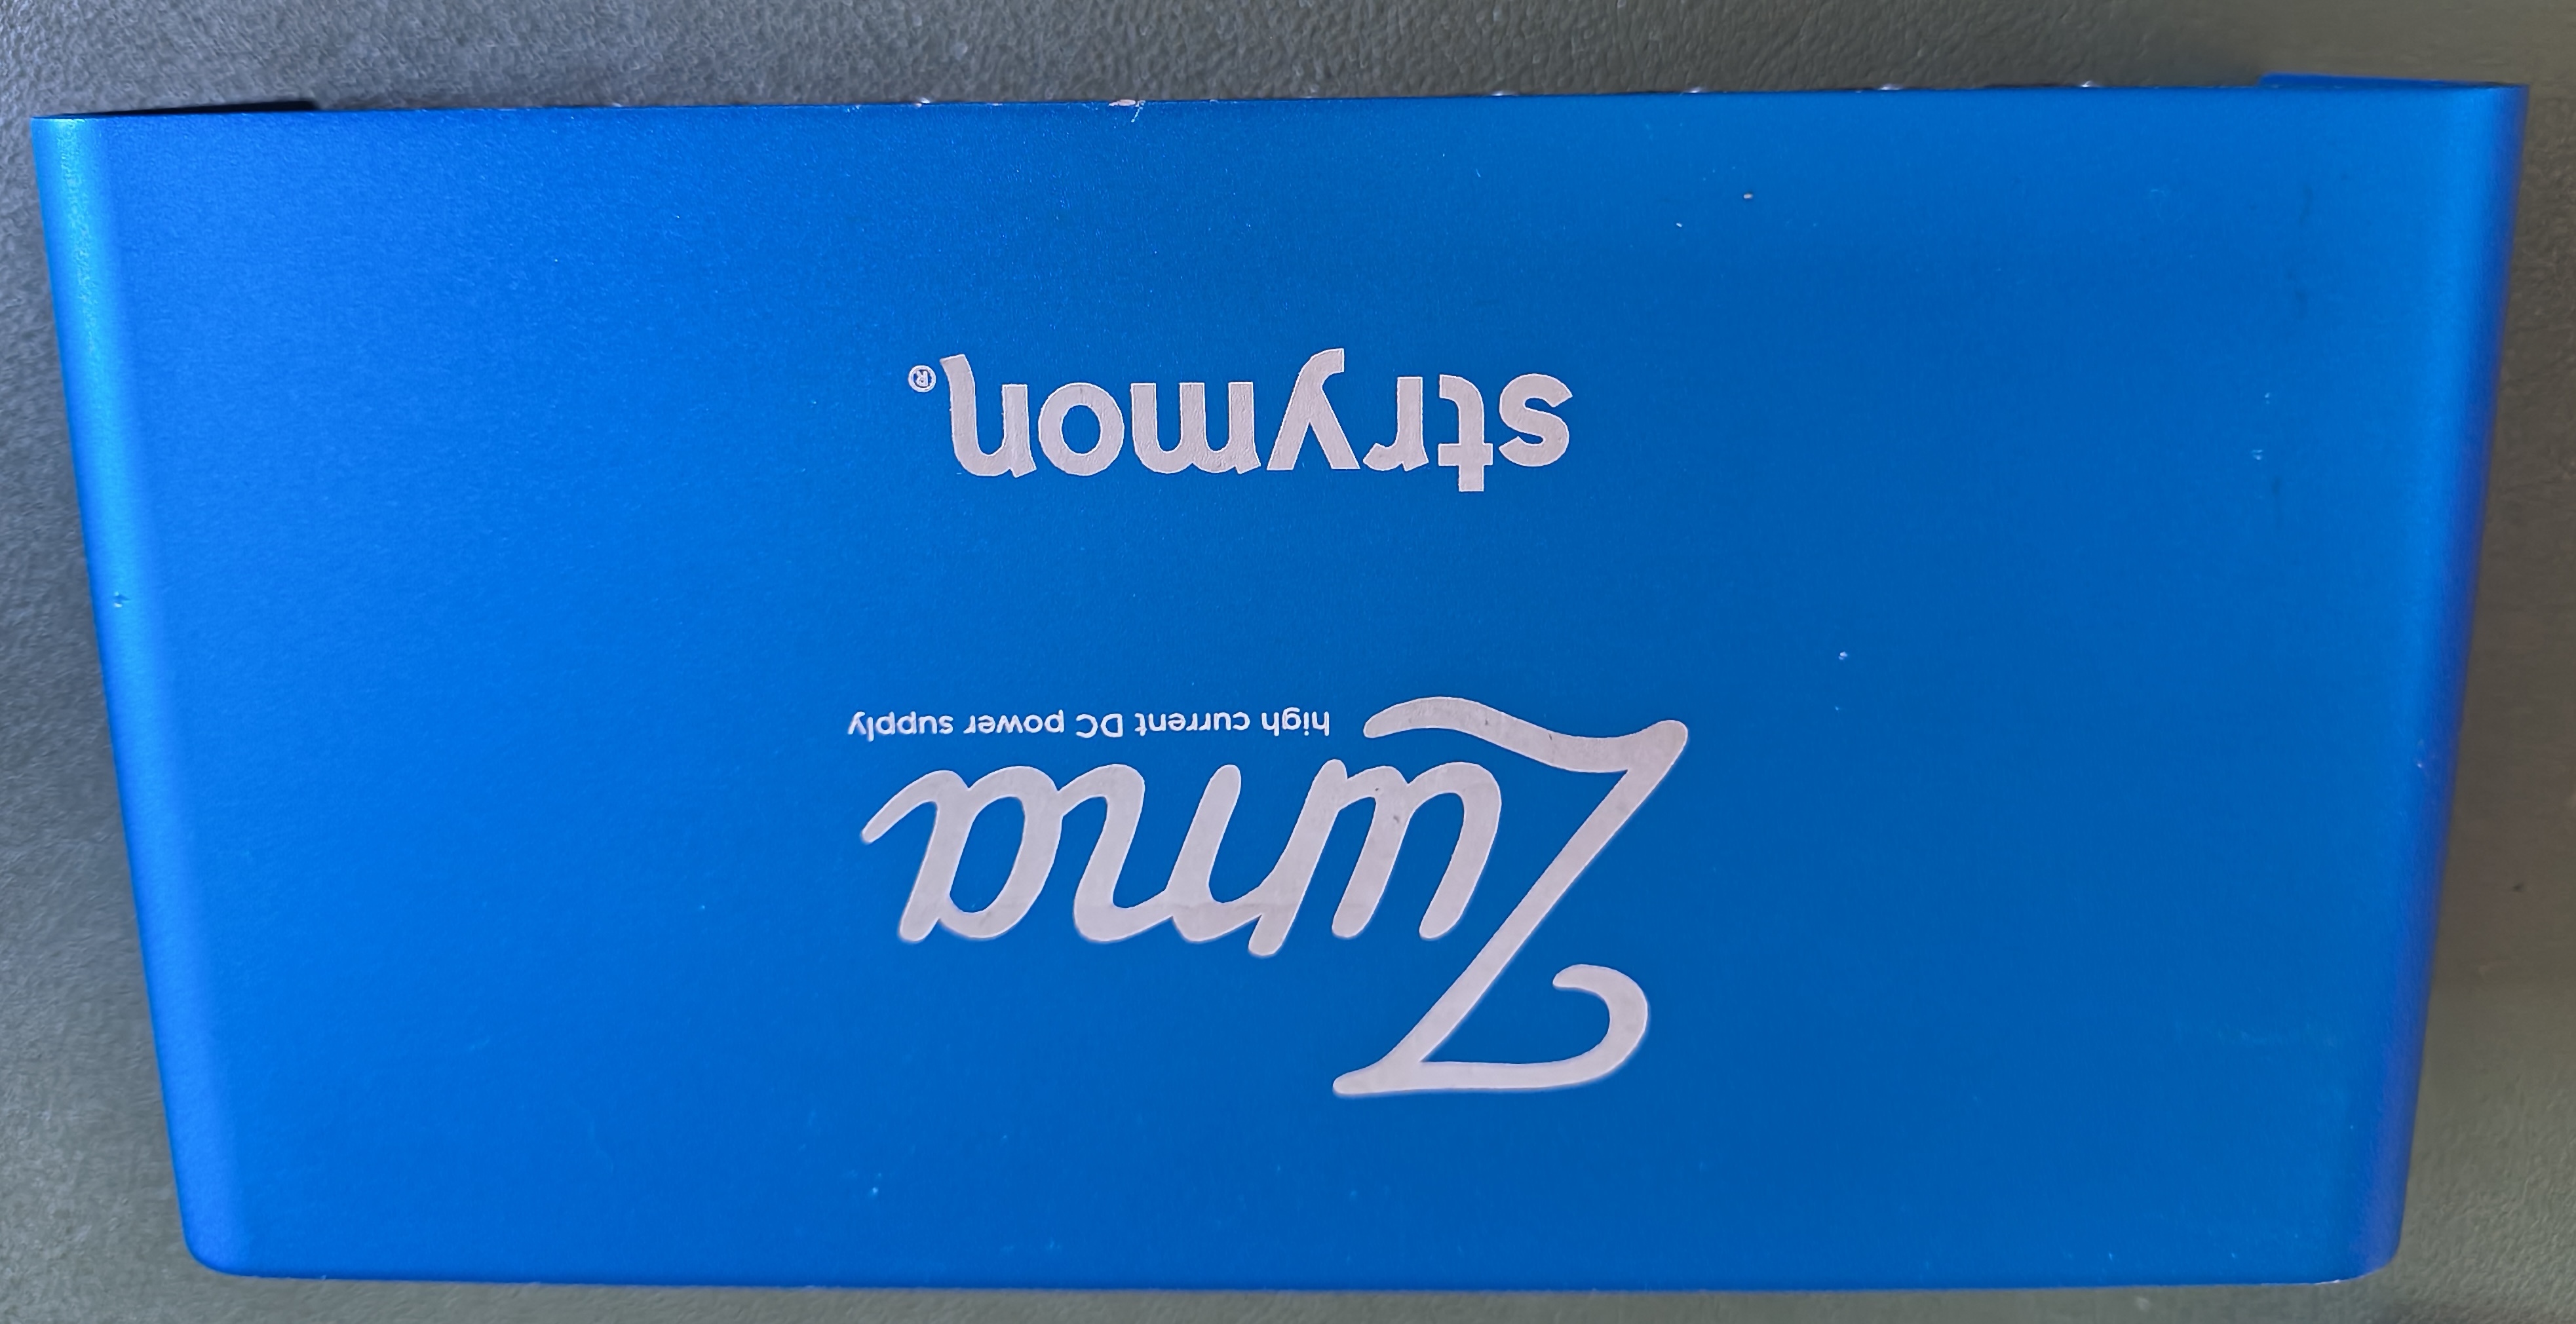 Zuma
high current DC power supply
strymon®